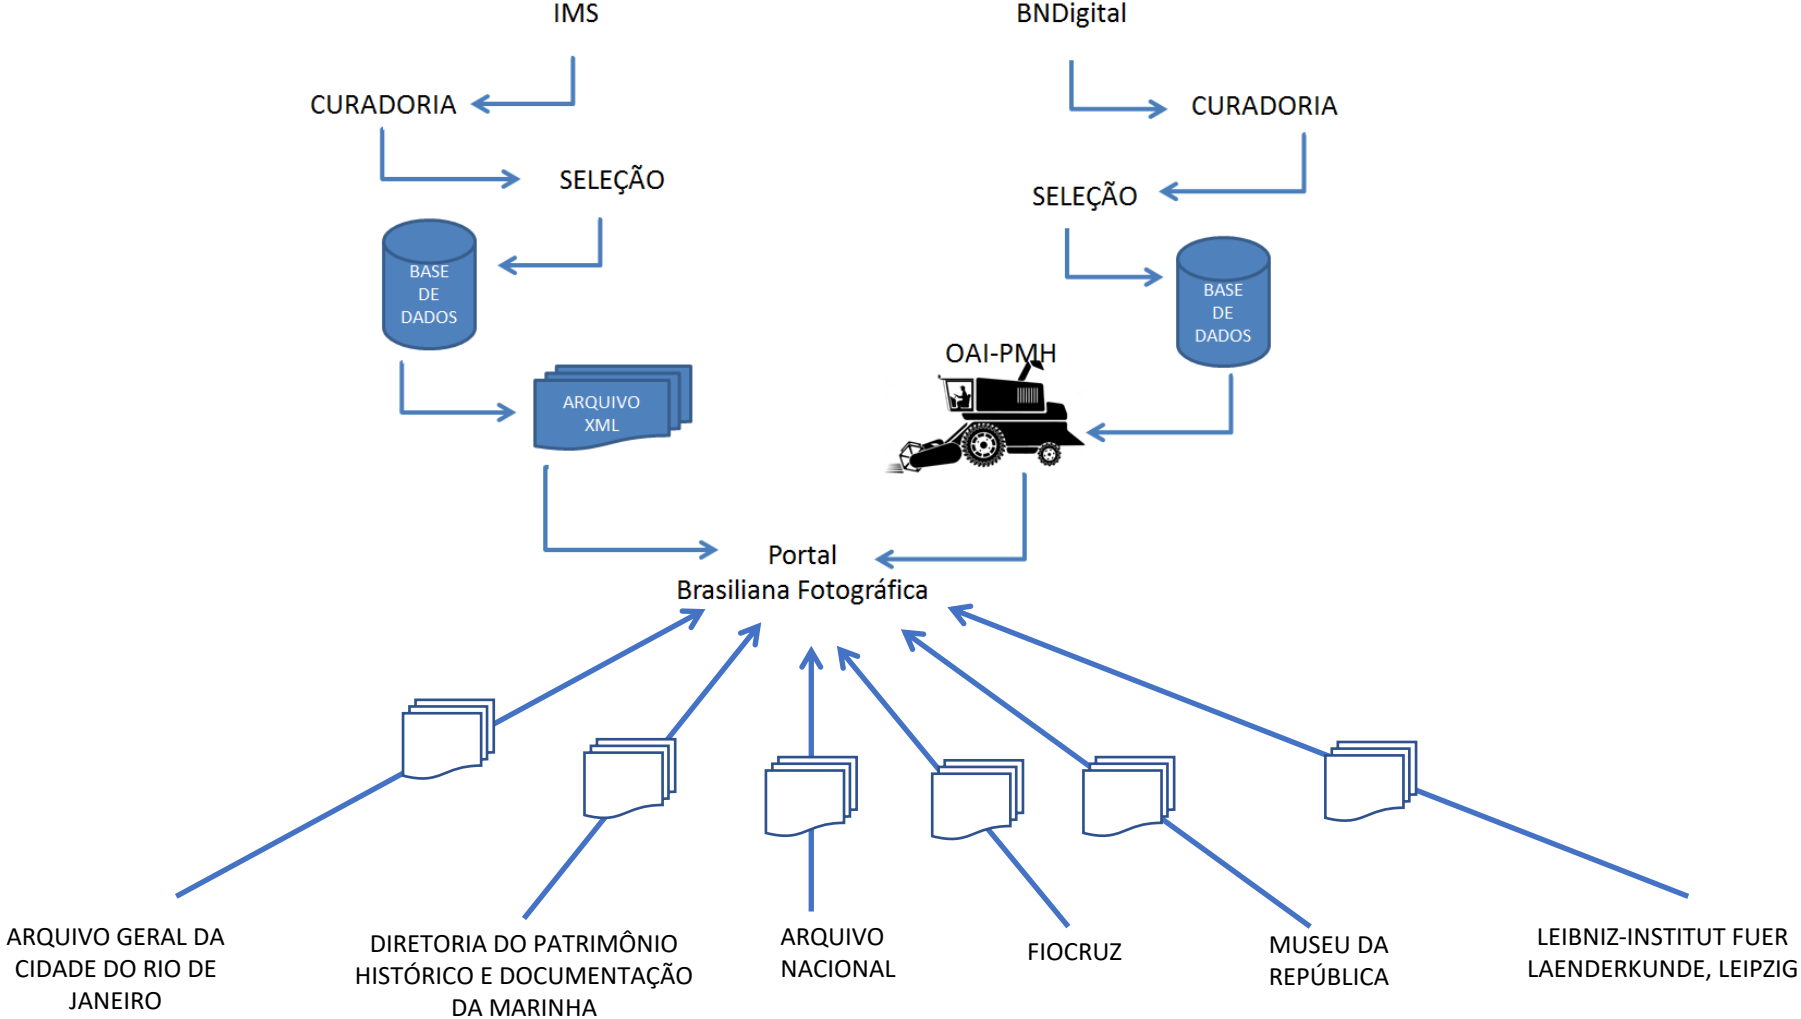 IMS
BNDigital
CURADORIA
CURADORIA
SELEÇÃO
SELEÇÃO
BASE
DE
DADOS
BASE
DE
DADOS
OAI-PMH
ARQUIVO
XML
Portal
Brasiliana Fotográfica
ARQUIVO GERAL DA
CIDADE DO RIO DE
JANEIRO
DIRETORIA DO PATRIMÔNIO
HISTÓRICO E DOCUMENTAÇÃO
DA MARINHA
ARQUIVO
NACIONAL
FIOCRUZ
MUSEU DA
REPÚBLICA
LEIBNIZ-INSTITUT FUER
LAENDERKUNDE, LEIPZIG